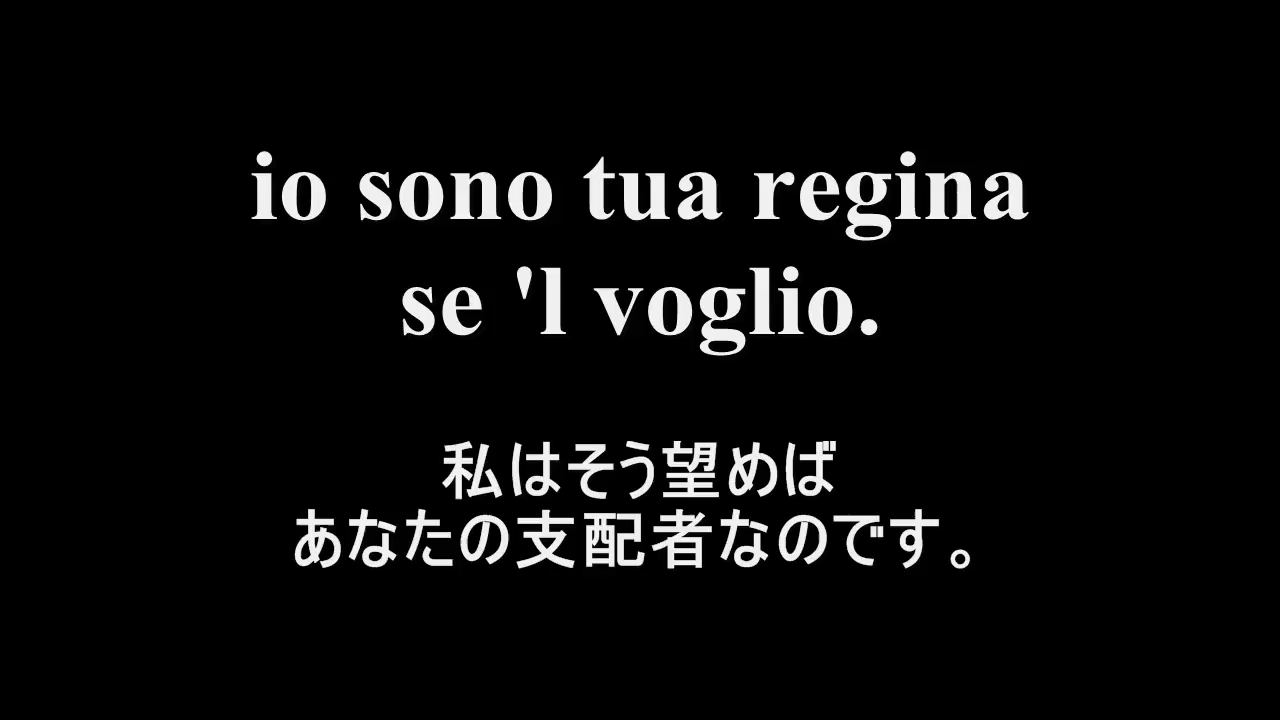 io sono tua regina
se 'l voglio.
私はそう望めば
あなたの支配者なのです。